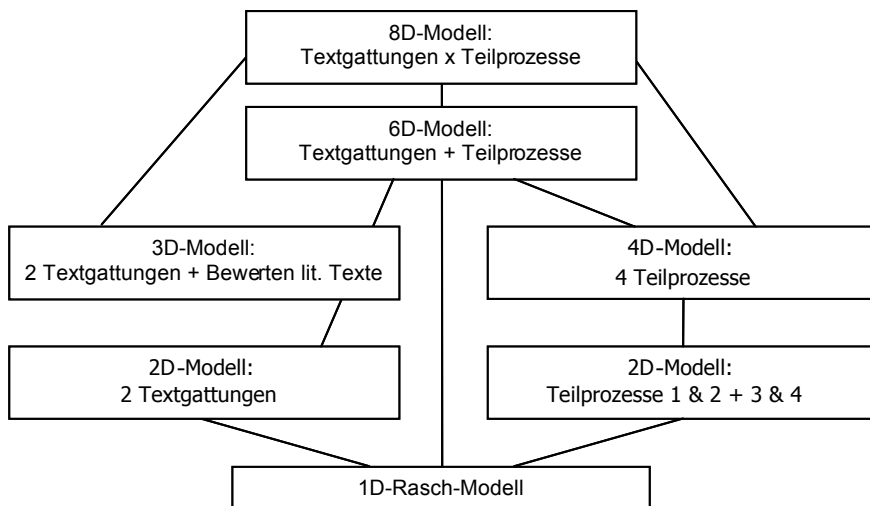 8D-Modell:
Textgattungen x Teilprozesse
6D-Modell:
Textgattungen + Teilprozesse
3D-Modell:
2 Textgattungen + Bewerten lit. Texte
4D-Modell:
4 Teilprozesse
2D-Modell:
2 Textgattungen
2D-Modell:
Teilprozesse 1 & 2 + 3 & 4
1D-Rasch-Modell